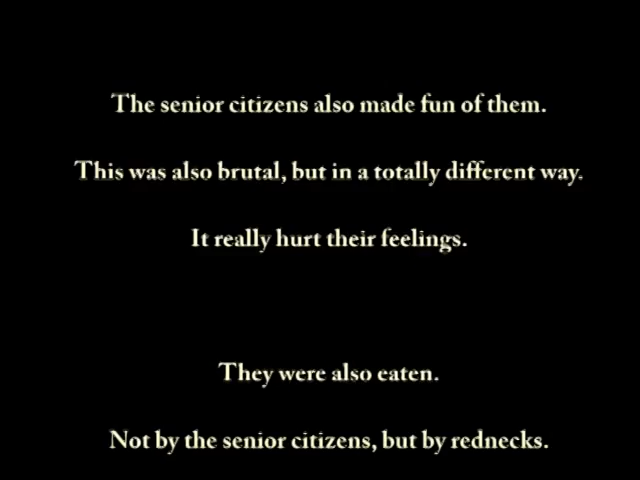 The senior citizens also made fun of them.
This was also brutal, but in a totally different way.
It really hurt their feelings.
They were also eaten.
Not by the senior citizens, but by rednecks.